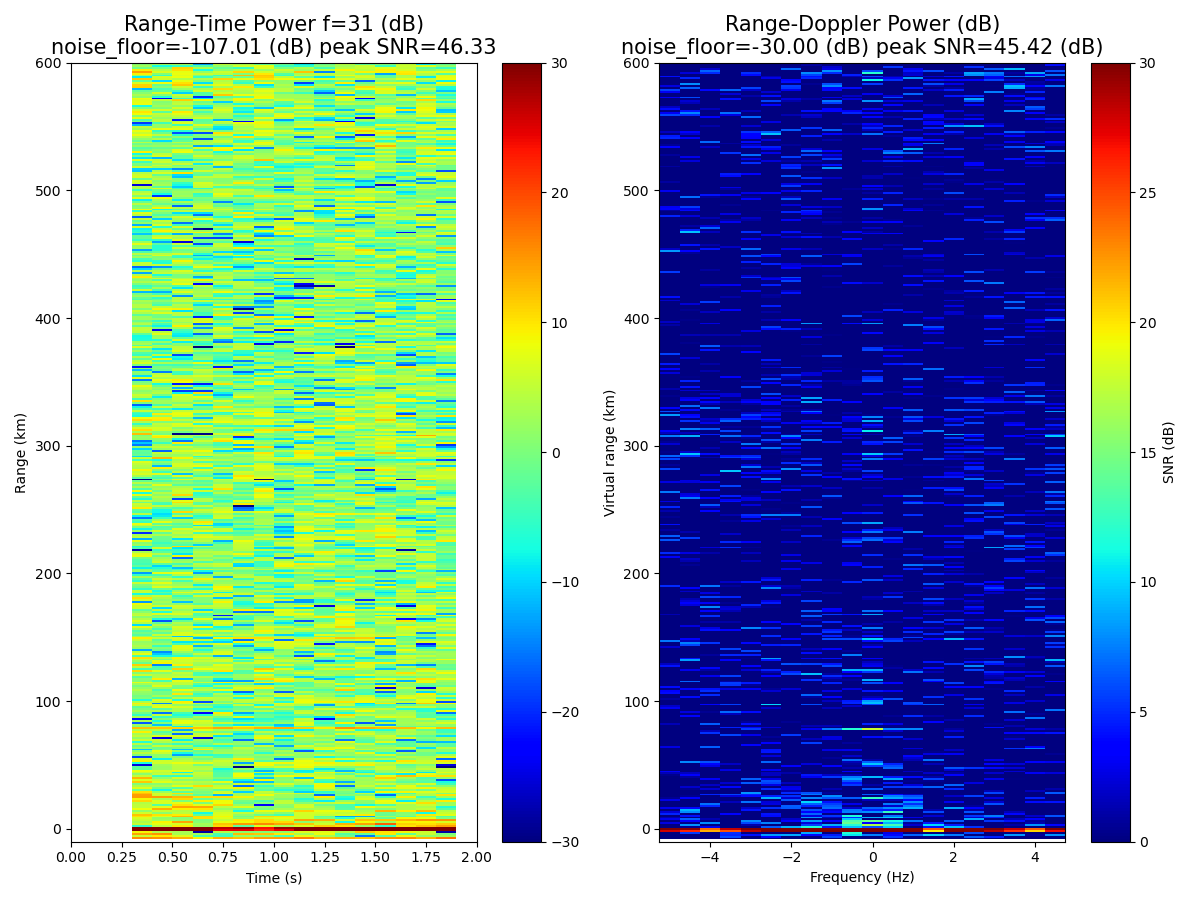 Range-Time Power f=31 (dB)
noise_floor=-107.01 (dB) peak SNR=46.33
600
500
400
300
200
100
0
Range (km)
0.00 0.25 0.50 0.75 1.00 1.25 1.50 1.75 2.00
Time (s)
30
20
10
0
−10
−20
−30
Range-Doppler Power (dB)
noise_floor=-30.00 (dB) peak SNR=45.42 (dB)
600
500
400
300
200
100
0
Virtual range (km)
−4 −2 0 2 4
Frequency (Hz)
30
25
20
15
10
5
0
SNR (dB)